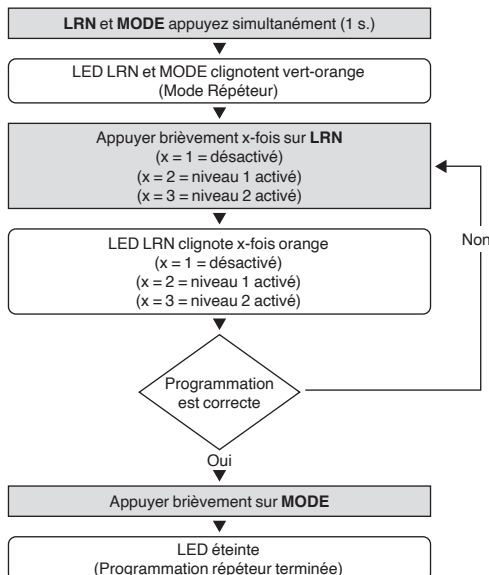 LRN et MODE appuyez simultanément (1 s.)
LED LRN et MODE clignotent vert-orange
(Mode Répéteur)
Appuyer brièvement x-fois sur LRN
(x = 1 = désactivé)
(x = 2 = niveau 1 activé)
(x = 3 = niveau 2 activé)
LED LRN clignote x-fois orange
(x = 1 = désactivé)
(x = 2 = niveau 1 activé)
(x = 3 = niveau 2 activé)
Non
Programmation
est correcte
Oui
Appuyer brièvement sur MODE
LED éteinte
(Programmation répéteur terminée)